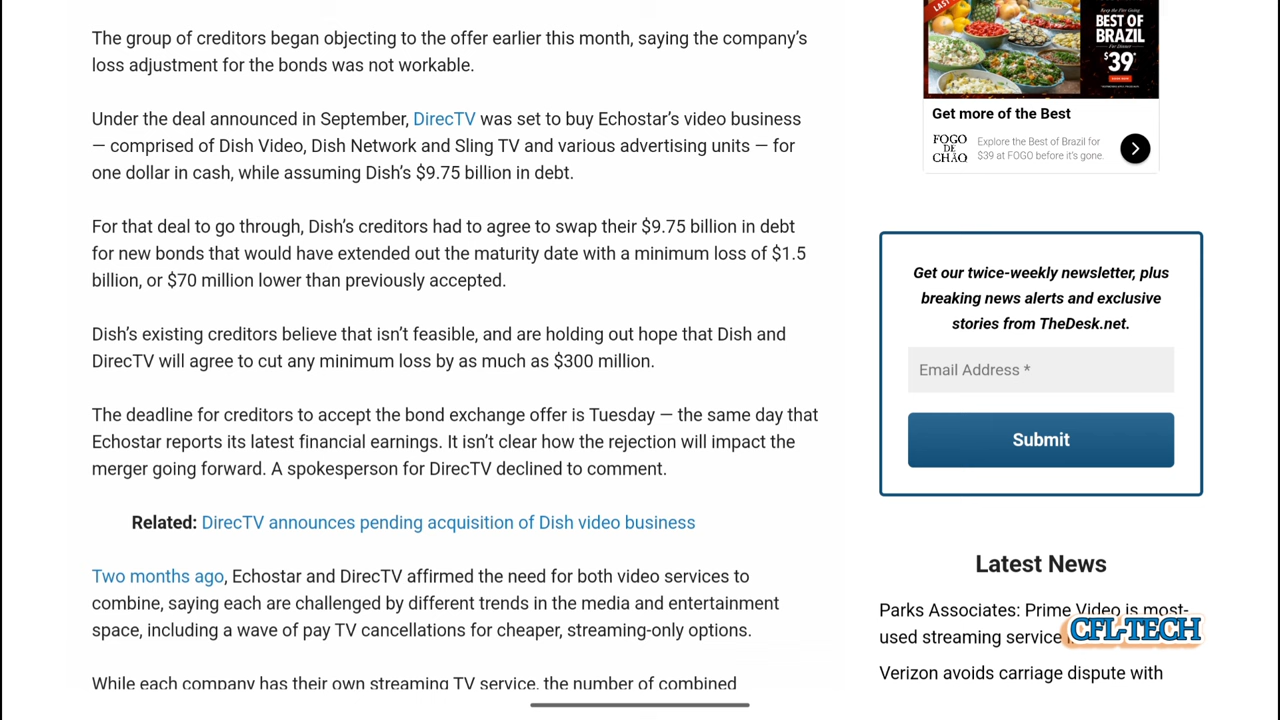 The group of creditors began objecting to the offer earlier this month, saying the company's
loss adjustment for the bonds was not workable.
Under the deal announced in September, DirecTV was set to buy Echostar's video business
— comprised of Dish Video, Dish Network and Sling TV and various advertising units — for
one dollar in cash, while assuming Dish's $9.75 billion in debt.
For that deal to go through, Dish's creditors had to agree to swap their $9.75 billion in debt
for new bonds that would have extended out the maturity date with a minimum loss of $1.5
billion, or $70 million lower than previously accepted.
Dish's existing creditors believe that isn't feasible, and are holding out hope that Dish and
DirecTV will agree to cut any minimum loss by as much as $300 million.
The deadline for creditors to accept the bond exchange offer is Tuesday — the same day that
Echostar reports its latest financial earnings. It isn't clear how the rejection will impact the
merger going forward. A spokesperson for DirecTV declined to comment.
Related: DirecTV announces pending acquisition of Dish video business
Two months ago, Echostar and DirecTV affirmed the need for both video services to
combine, saying each are challenged by different trends in the media and entertainment
space, including a wave of pay TV cancellations for cheaper, streaming-only options.
While each company has their own streaming TV service, the number of combined
LAST
BEST OF
BRAZIL
For Dinner
$39
Get more of the Best
FOGO
DE
CHÃO
Explore the Best of Brazil for
$39 at FOGO before it's gone.
Get our twice-weekly newsletter, plus
breaking news alerts and exclusive
stories from TheDesk.net.
Email Address *
Submit
Latest News
Parks Associates: Prime Video is most-
used streaming service
CFL TECH
Verizon avoids carriage dispute with